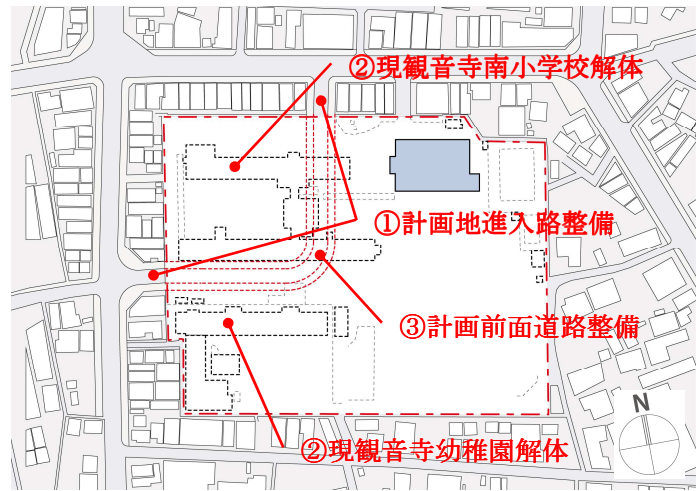 ②現観音寺南小学校解体
①計画地進入路整備
③計画前面道路整備
N
②現観音寺幼稚園解体